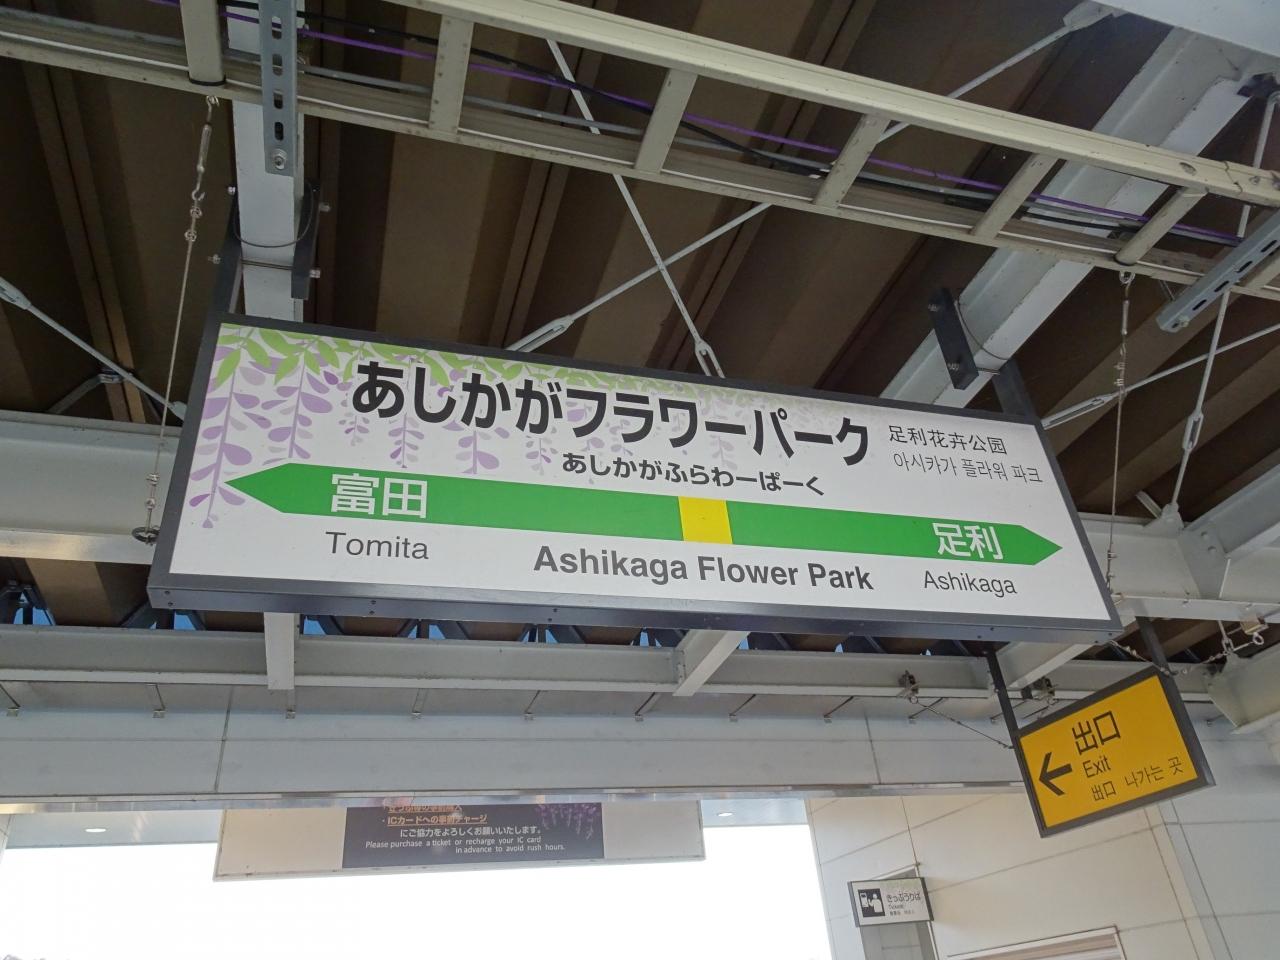 あしかがフラワーパーク
足利花卉公园
아시카가 플라워 파크
あしかがふらわーぱーく
富田
足利
Tomita
Ashikaga Flower Park
Ashikaga
出口
Exit
出口 나가는 곳
・ICカードへの事前チャージ
にご協力をよろしくお願いいたします。
Please purchase a ticket or recharge your IC card
in advance to avoid rush hours.
きっぷうりば